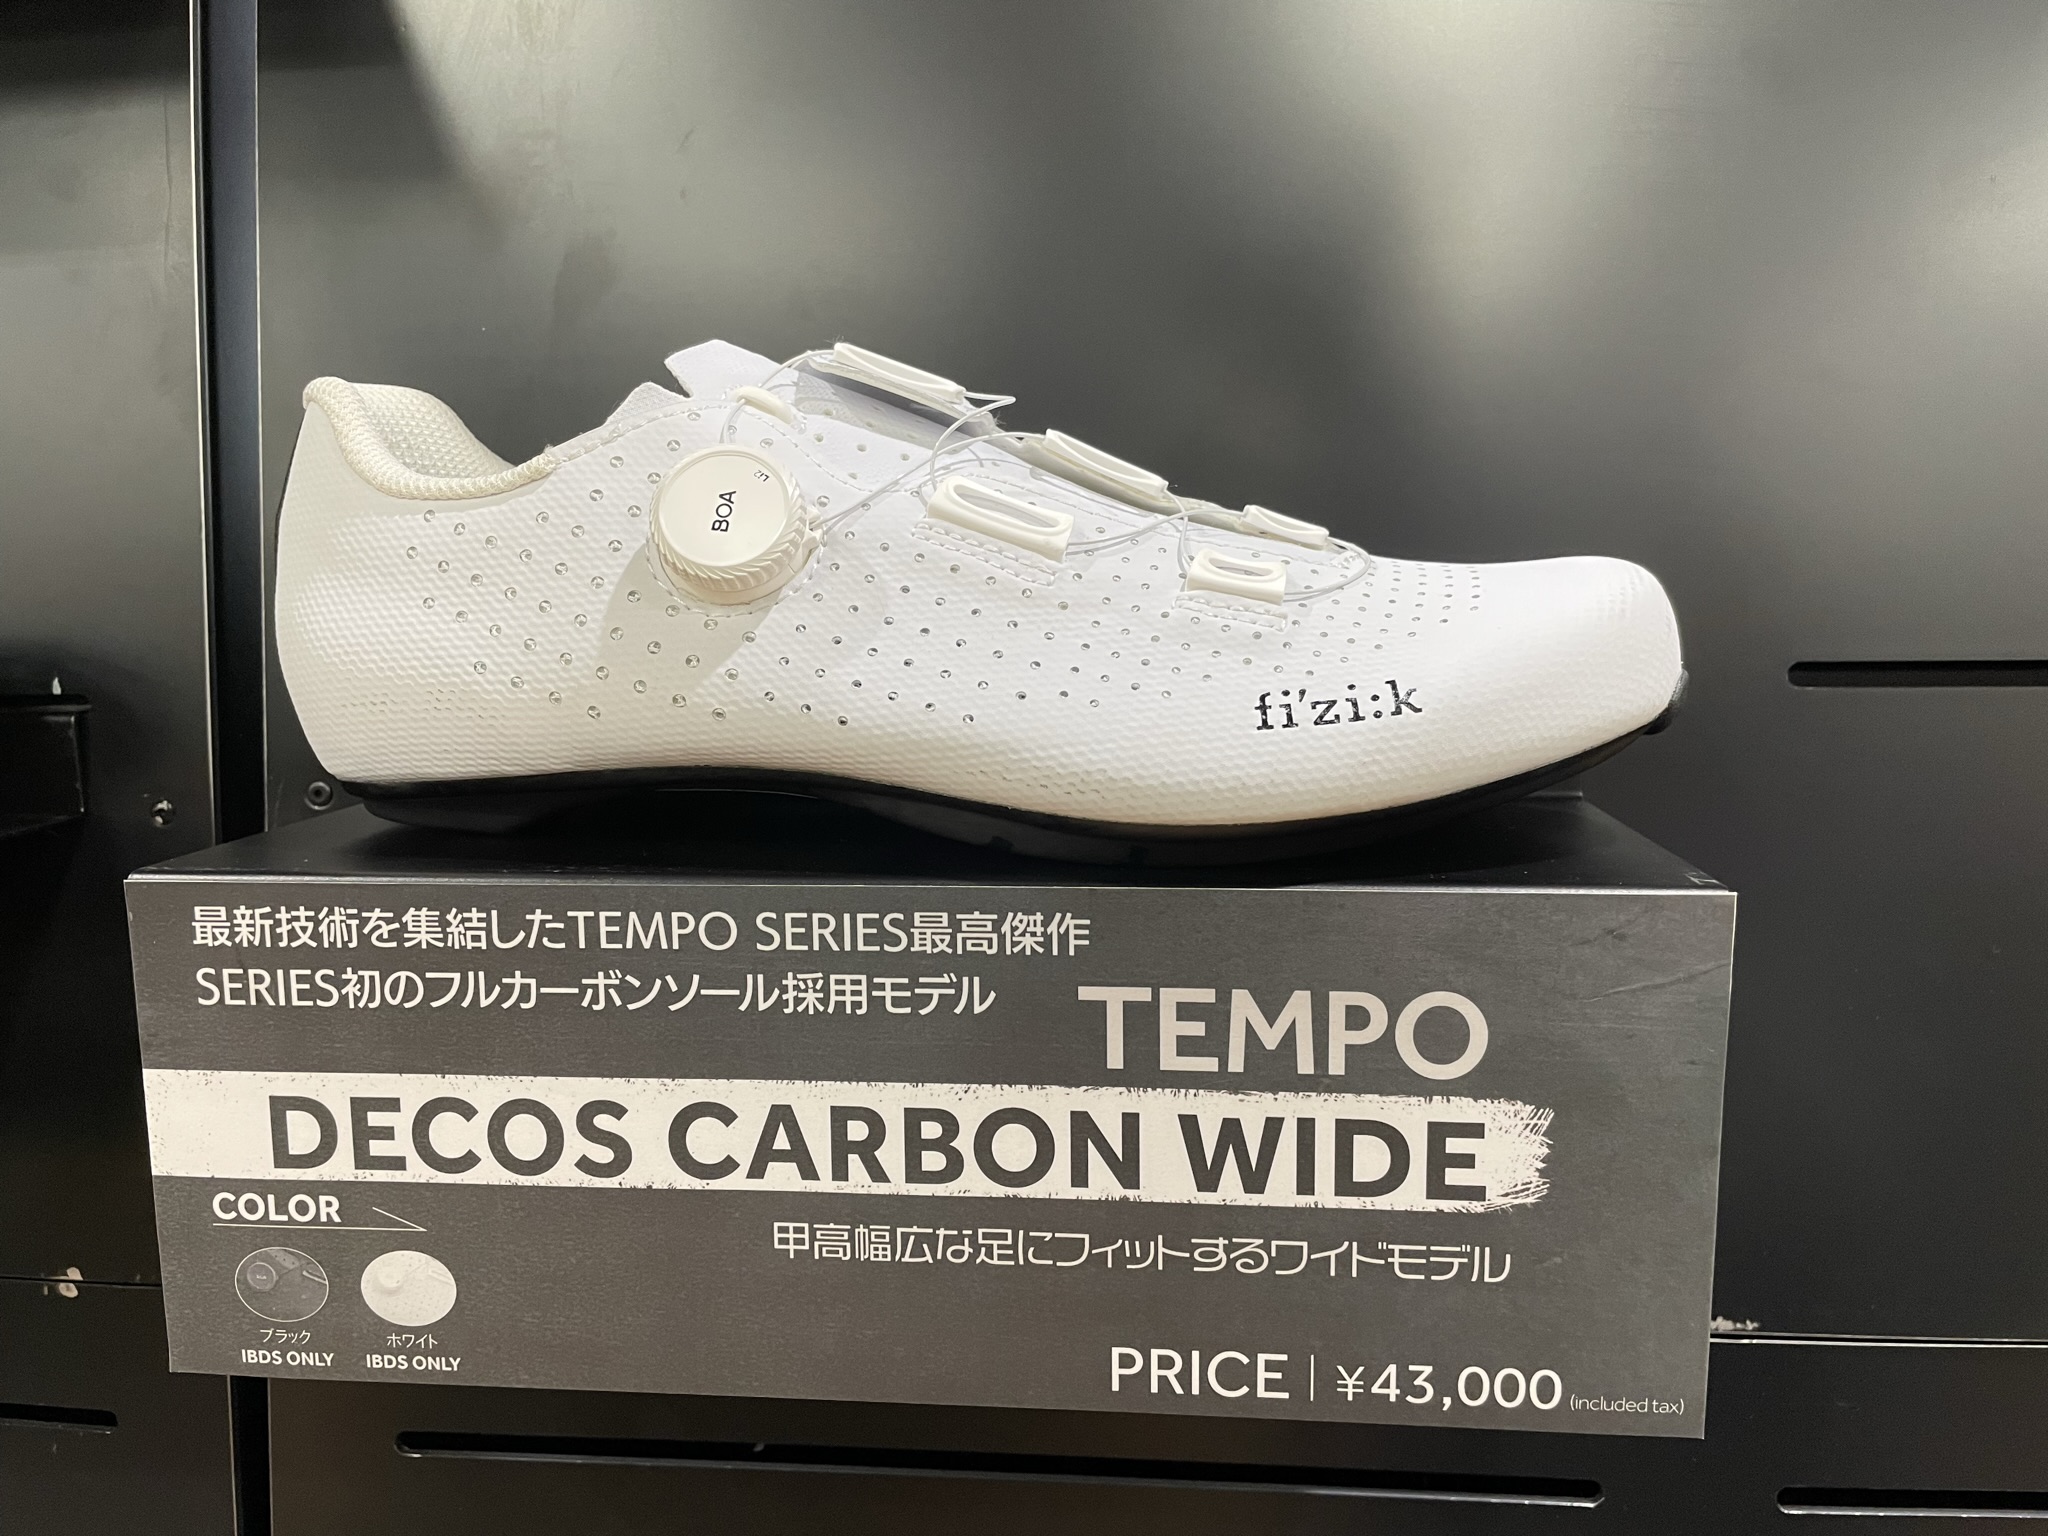 BOA
Li2
fi'zi:k
最新技術を集結したTEMPO SERIES最高傑作
SERIES初のフルカーボンソール採用モデル
TEMPO
DECOS CARBON WIDE
COLOR
甲高幅広な足にフィットするワイドモデル
ブラック
IBDS ONLY
ホワイト
IBDS ONLY
PRICE | ¥43,000 (included tax)